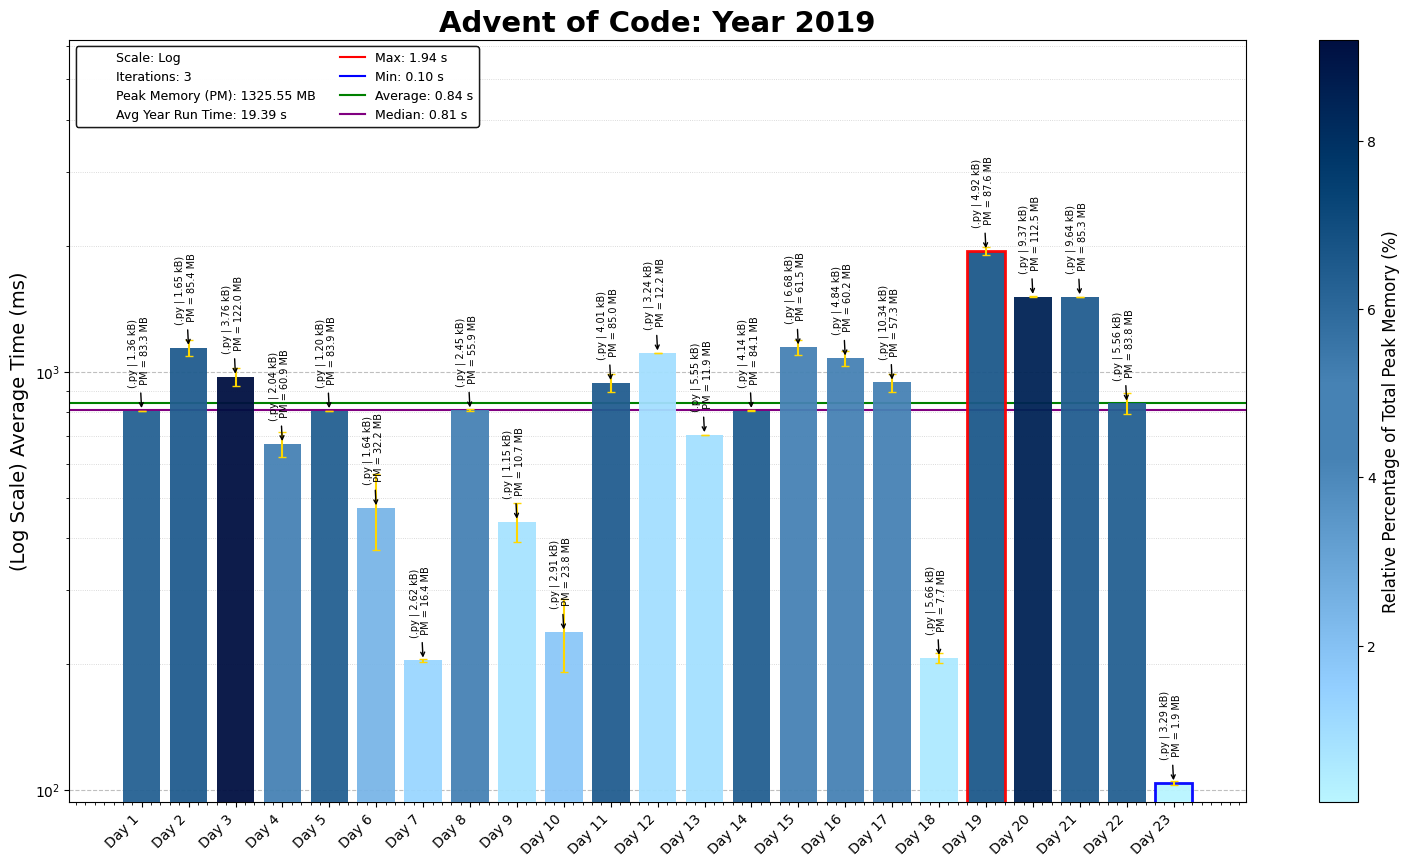 Advent of Code: Year 2019
Scale: Log
Iterations: 3
Peak Memory (PM): 1325.55 MB
Avg Year Run Time: 19.39 s
Max: 1.94 s
Min: 0.10 s
Average: 0.84 s
Median: 0.81 s
(Log Scale) Average Time (ms)
10³
10²
(.py | 1.36 kB)
PM = 83.3 MB
(.py | 1.65 kB)
PM = 85.4 MB
(.py | 3.76 kB)
PM = 122.0 MB
(.py | 2.04 kB)
PM = 60.9 MB
(.py | 1.20 kB)
PM = 83.9 MB
(.py | 1.64 kB)
PM = 32.2 MB
(.py | 2.62 kB)
PM = 16.4 MB
(.py | 2.45 kB)
PM = 55.9 MB
(.py | 1.15 kB)
PM = 10.7 MB
(.py | 2.91 kB)
PM = 23.8 MB
(.py | 4.01 kB)
PM = 85.0 MB
(.py | 3.24 kB)
PM = 12.2 MB
(.py | 5.55 kB)
PM = 11.9 MB
(.py | 4.14 kB)
PM = 84.1 MB
(.py | 6.68 kB)
PM = 61.5 MB
(.py | 4.84 kB)
PM = 60.2 MB
(.py | 10.34 kB)
PM = 57.3 MB
(.py | 5.66 kB)
PM = 7.7 MB
(.py | 4.92 kB)
PM = 87.6 MB
(.py | 9.37 kB)
PM = 112.5 MB
(.py | 9.64 kB)
PM = 85.3 MB
(.py | 5.56 kB)
PM = 83.8 MB
(.py | 3.29 kB)
PM = 1.9 MB
Day 1
Day 2
Day 3
Day 4
Day 5
Day 6
Day 7
Day 8
Day 9
Day 10
Day 11
Day 12
Day 13
Day 14
Day 15
Day 16
Day 17
Day 18
Day 19
Day 20
Day 21
Day 22
Day 23
8
6
4
2
Relative Percentage of Total Peak Memory (%)